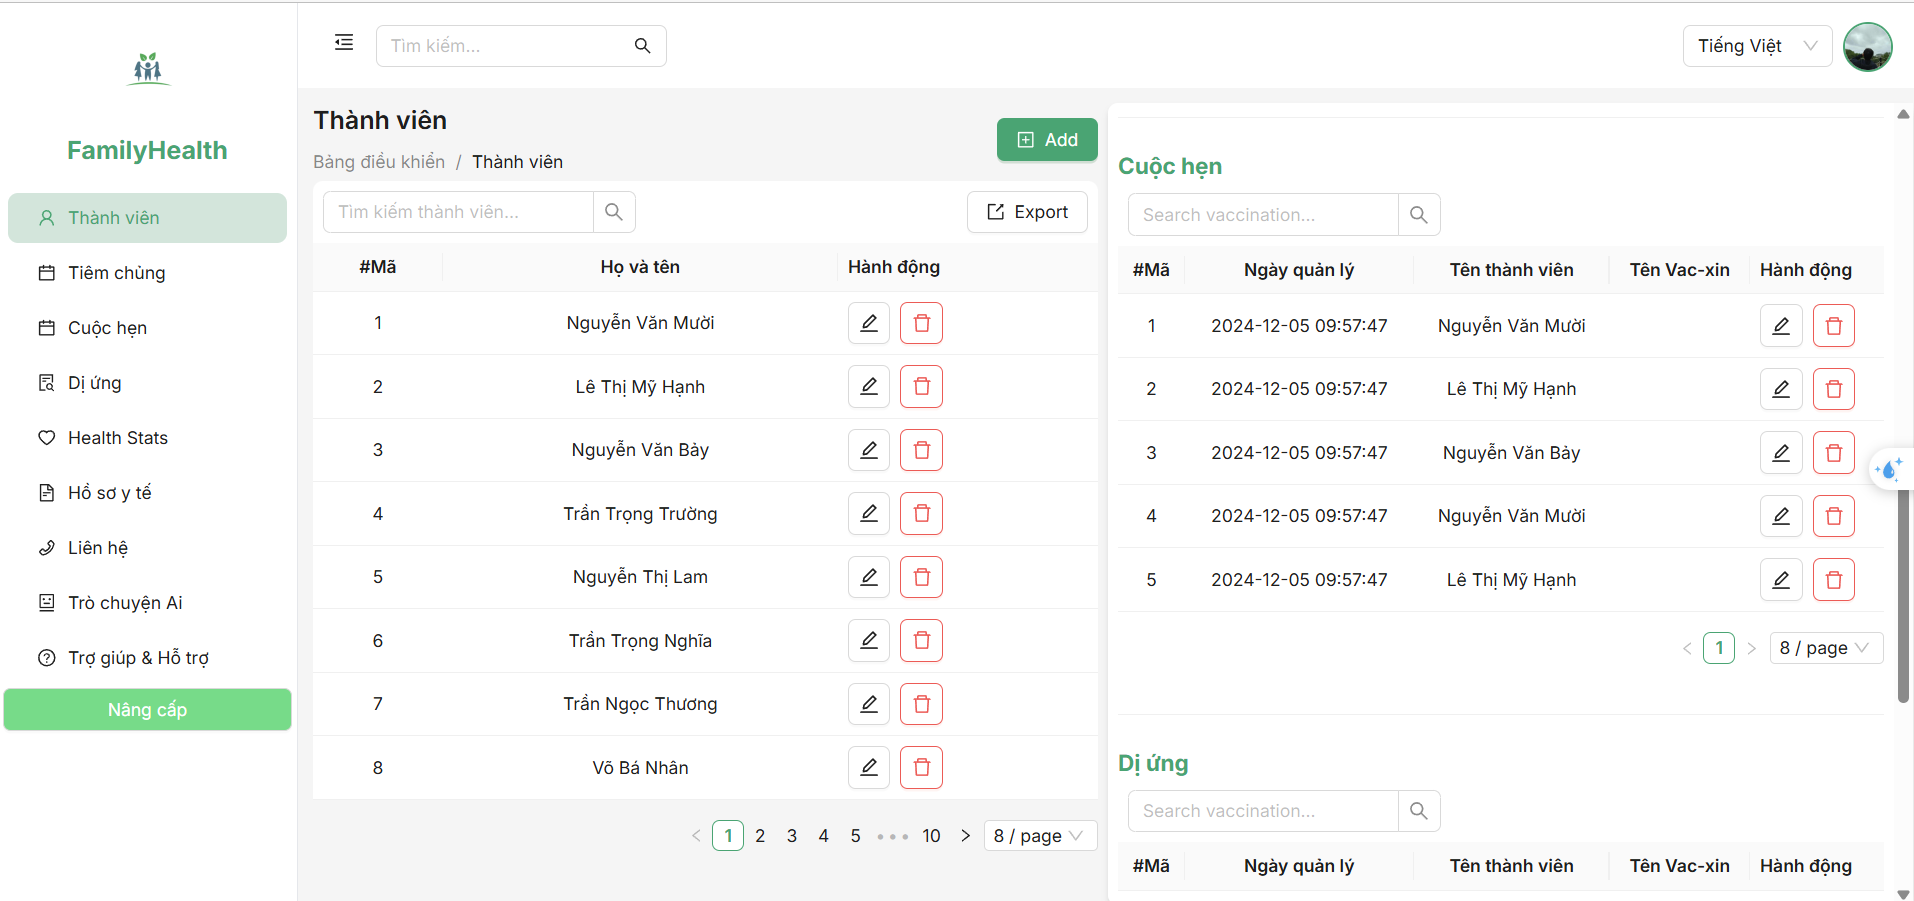 FamilyHealth
Thành viên
Tiêm chủng
Cuộc hẹn
Dị ứng
Health Stats
Hồ sơ y tế
Liên hệ
Trò chuyện Ai
Trợ giúp & Hỗ trợ
Nâng cấp
Tìm kiếm...
Tiếng Việt
Thành viên
Bảng điều khiển / Thành viên
Add
Tìm kiếm thành viên...
Export
#Mã Họ và tên Hành động
1 Nguyễn Văn Mười
2 Lê Thị Mỹ Hạnh
3 Nguyễn Văn Bảy
4 Trần Trọng Trường
5 Nguyễn Thị Lam
6 Trần Trọng Nghĩa
7 Trần Ngọc Thương
8 Võ Bá Nhân
1 2 3 4 5 ••• 10 8 / page
Cuộc hẹn
Search vaccination...
#Mã Ngày quản lý Tên thành viên Tên Vac-xin Hành động
1 2024-12-05 09:57:47 Nguyễn Văn Mười
2 2024-12-05 09:57:47 Lê Thị Mỹ Hạnh
3 2024-12-05 09:57:47 Nguyễn Văn Bảy
4 2024-12-05 09:57:47 Nguyễn Văn Mười
5 2024-12-05 09:57:47 Lê Thị Mỹ Hạnh
1 8 / page
Dị ứng
Search vaccination...
#Mã Ngày quản lý Tên thành viên Tên Vac-xin Hành động